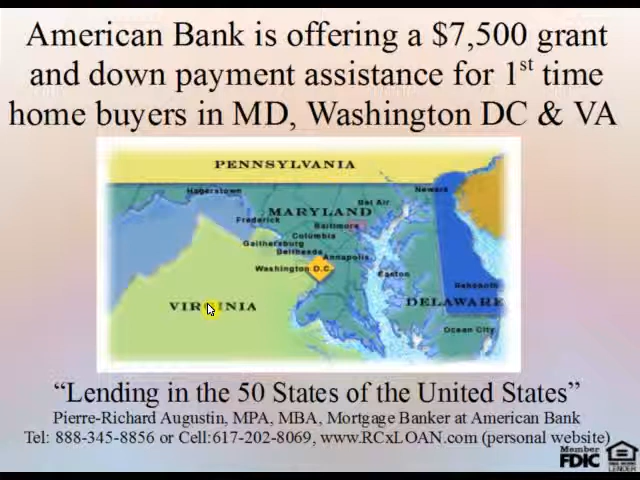 American Bank is offering a $7,500 grant
and down payment assistance for 1st time
home buyers in MD, Washington DC & VA
PENNSYLVANIA
Hagerstown
Newark
Bel Air
MARYLAND
Frederick
Baltimore
Columbia
Gaithersburg
Bethesda
Annapolis
Washington D.C.
Easton
Rehoboth
VIRGINIA
DELAWARE
Ocean City
“Lending in the 50 States of the United States”
Pierre-Richard Augustin, MPA, MBA, Mortgage Banker at American Bank
Tel: 888-345-8856 or Cell:617-202-8069, www.RCxLOAN.com (personal website)
Member
FDIC